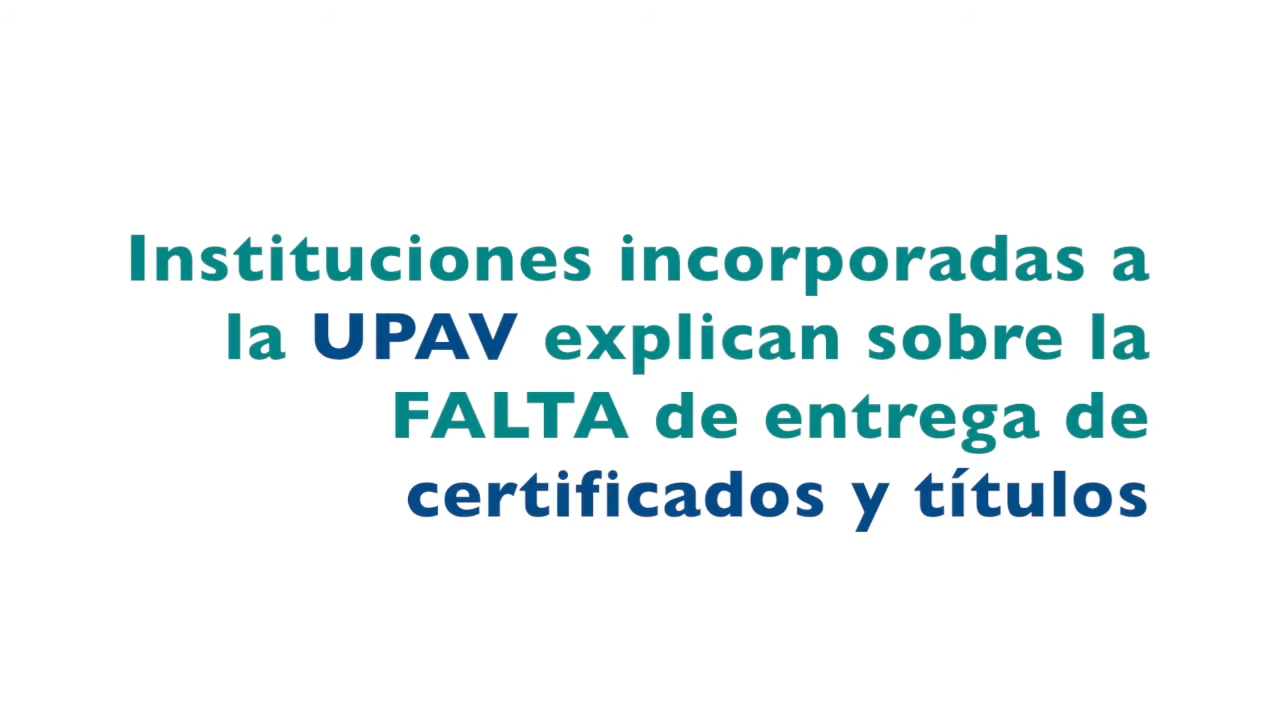 Instituciones incorporadas a
la UPAV explican sobre la
FALTA de entrega de
certificados y títulos